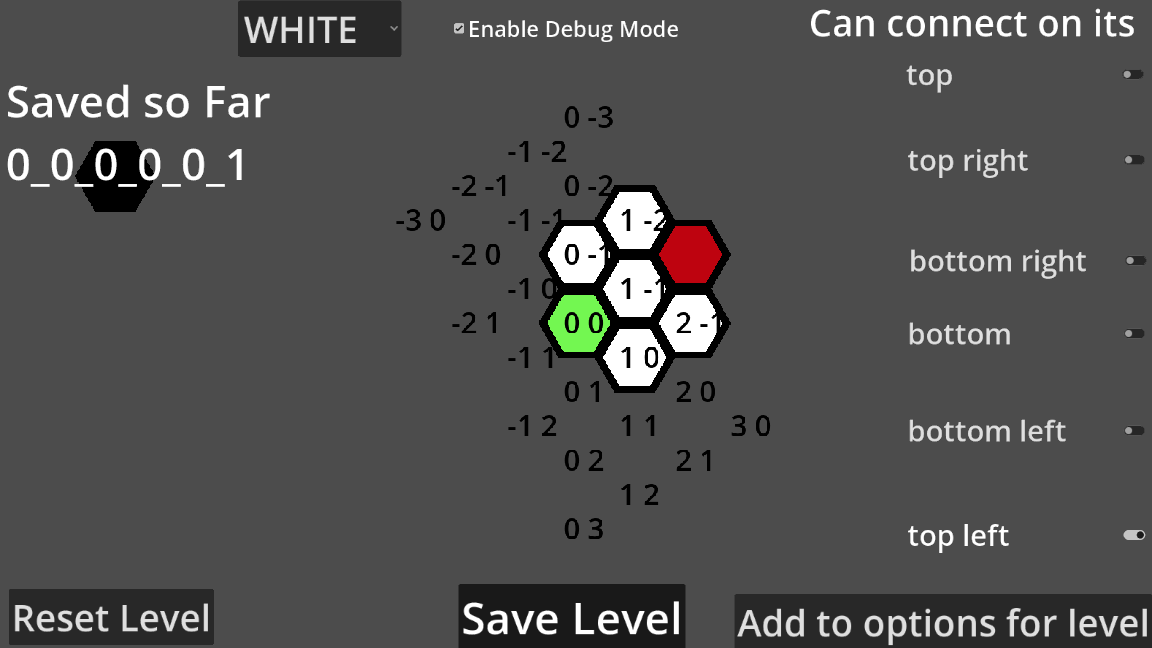 WHITE
Enable Debug Mode
Can connect on its
top
Saved so Far
0_0_0_0_0_1
top right
bottom right
bottom
bottom left
top left
0 -3
-1 -2
-2 -1
0 -2
-3 0
-1 -1
1 -2
-2 0
0 -1
-1 0
1 -1
-2 1
0 0
2 -1
-1 1
1 0
0 1
2 0
-1 2
1 1
3 0
0 2
2 1
1 2
0 3
Reset Level
Save Level
Add to options for level